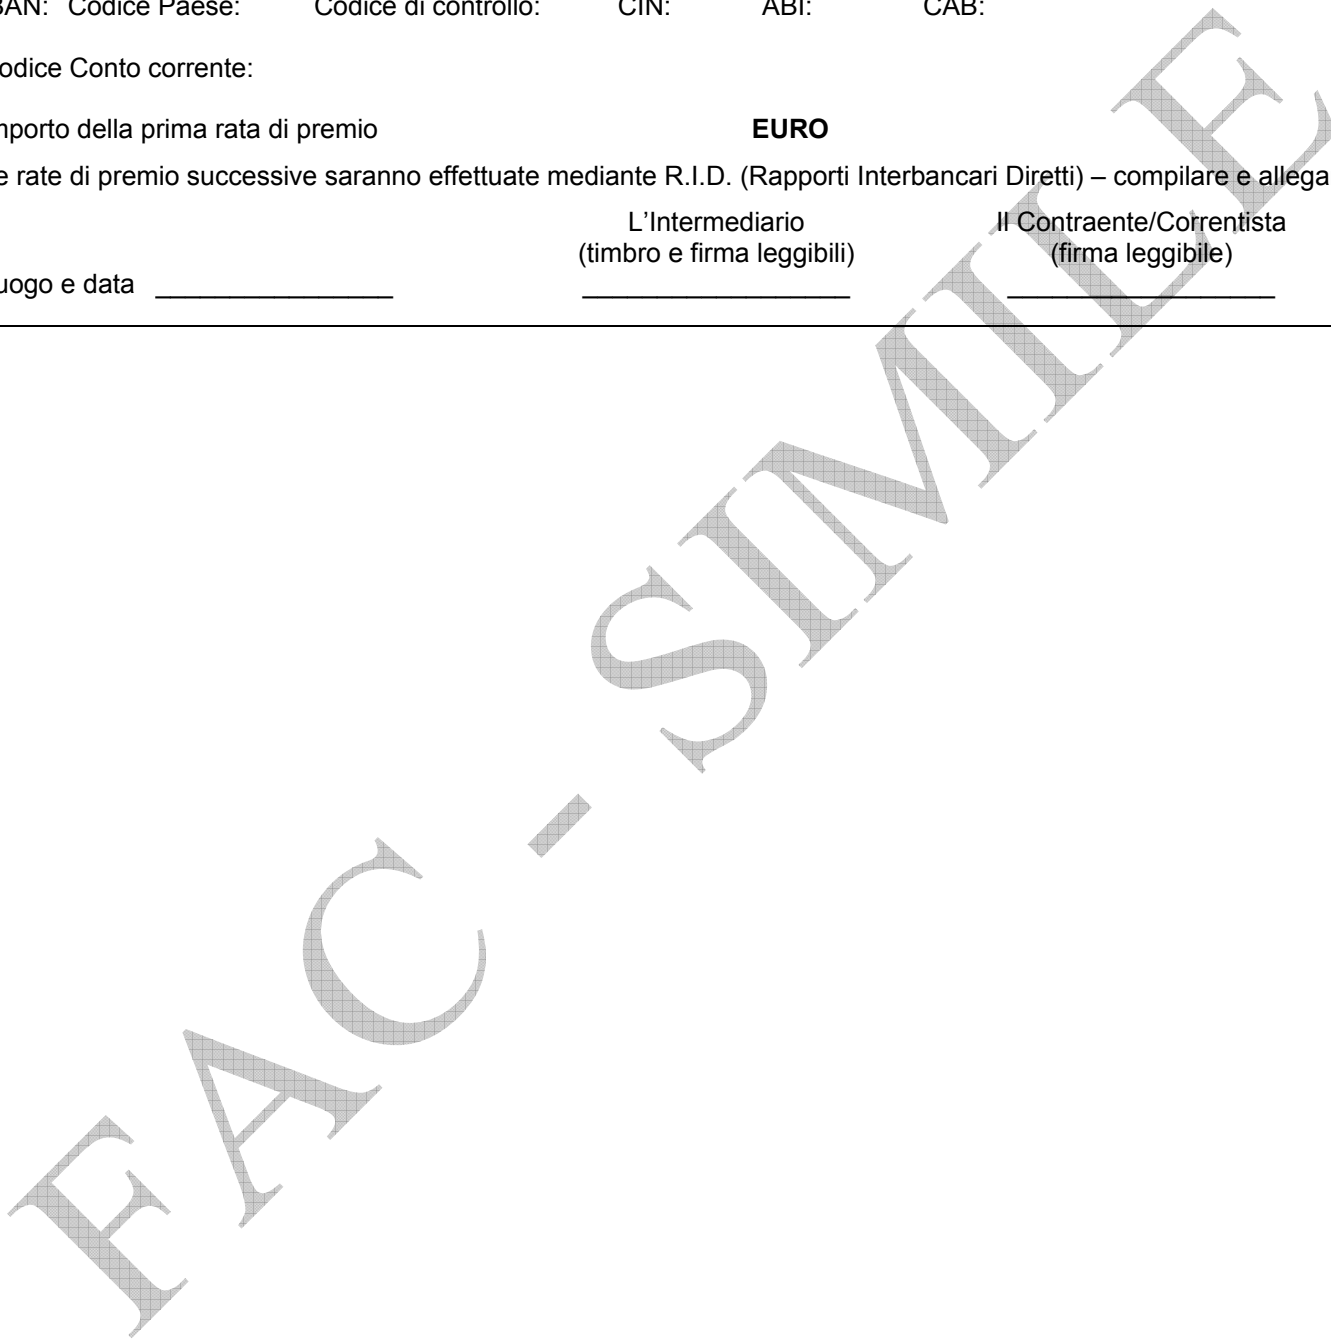 BAN: Codice Paese: Codice di controllo: CIN: ABI: CAB:
odice Conto corrente:
mporto della prima rata di premio EURO
e rate di premio successive saranno effettuate mediante R.I.D. (Rapporti Interbancari Diretti) – compilare e allega
L'Intermediario Il Contraente/Correntista
(timbro e firma leggibili) (firma leggibile)
uogo e data
FAC - SIMILE